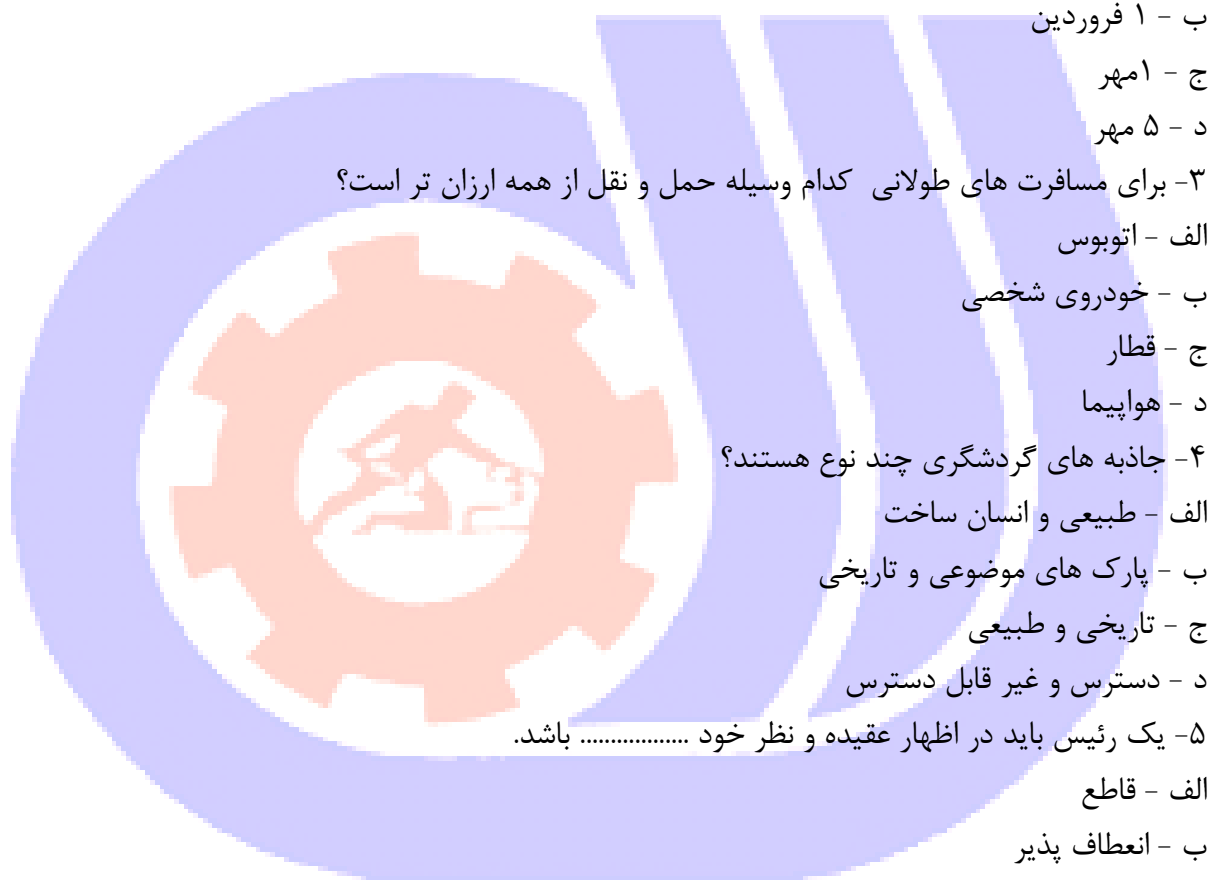 ب - ۱ فروردین
ج - ۱مهر
د - ۵ مهر
۳- برای مسافرت های طولانی کدام وسیله حمل و نقل از همه ارزان تر است؟
الف - اتوبوس
ب - خودروی شخصی
ج - قطار
د - هواپیما
۴- جاذبه های گردشگری چند نوع هستند؟
الف - طبیعی و انسان ساخت
ب - پارک های موضوعی و تاریخی
ج - تاریخی و طبیعی
د - دسترس و غیر قابل دسترس
۵- یک رئیس باید در اظهار عقیده و نظر خود ................. باشد.
الف - قاطع
ب - انعطاف پذیر